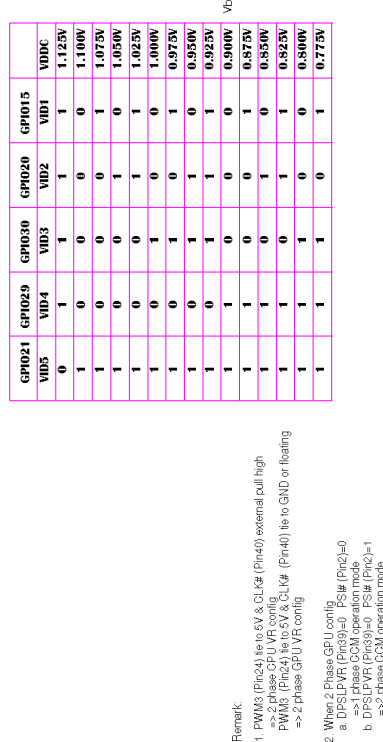 GPIO21 GPIO29 GPIO30 GPIO20 GPIO15
VID5 VID4 VID3 VID2 VID1 VDDC
0 1 1 1 1 1.125V
1 0 0 0 0 1.100V
1 0 0 0 1 1.075V
1 0 0 1 0 1.050V
1 0 0 1 1 1.025V
1 0 1 0 0 1.000V
1 0 1 0 1 0.975V
1 0 1 1 0 0.950V
1 0 1 1 1 0.925V
1 1 0 0 0 0.900V
1 1 0 0 1 0.875V
1 1 0 1 0 0.850V
1 1 0 1 1 0.825V
1 1 1 0 0 0.800V
1 1 1 0 1 0.775V
Remark:
1. PWM3 (Pin24) tie to 5V & CLK# (Pin40) external pull high
=> 2 phase CPU VR config
PWM3 (Pin24) tie to 5V & CLK# (Pin40) tie to GND or floating
=> 2 phase GPU VR config
2. When 2 Phase GPU config
a. DPSLPVR (Pin39)=0 PSI# (Pin2)=0
=>1 phase CCM operation mode
b. DPSLPVR (Pin39)=0 PSI# (Pin2)=1
=>2 phase CCM operation mode